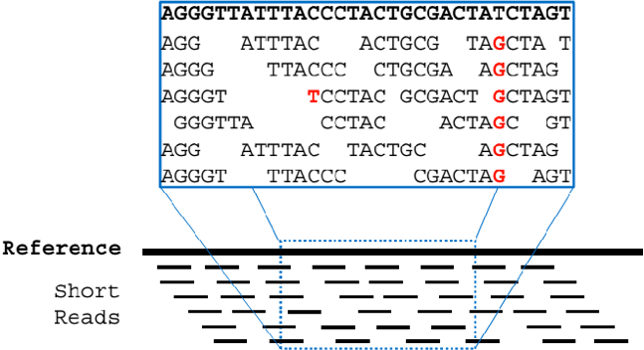 AGGGTTATTTACCCTACTGCGACTATCTAGT
AGG   ATTTAC   ACTGCG  TAGCTA T
AGGG    TTACCC  CTGCGA  AGCTAG
AGGGT      TCCTAC GCGACT GCTAGT
 GGGTTA     CCTAC    ACTAGC  GT
AGG   ATTTAC  TACTGC    AGCTAG
AGGGT   TTACCC     CGACTAG  AGT
Reference
Short
Reads